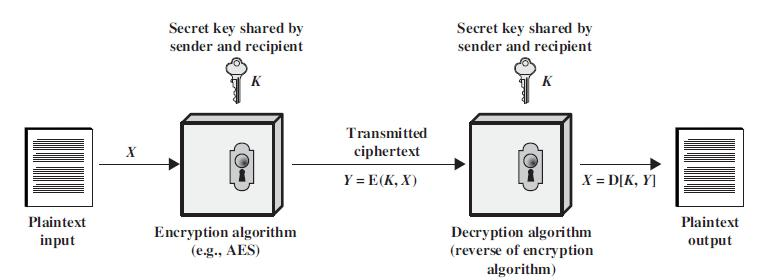 Secret key shared by
sender and recipient
K
Secret key shared by
sender and recipient
K
X
Transmitted
ciphertext
Y = E(K, X)
X = D[K, Y]
Plaintext
input
Encryption algorithm
(e.g., AES)
Decryption algorithm
(reverse of encryption
algorithm)
Plaintext
output